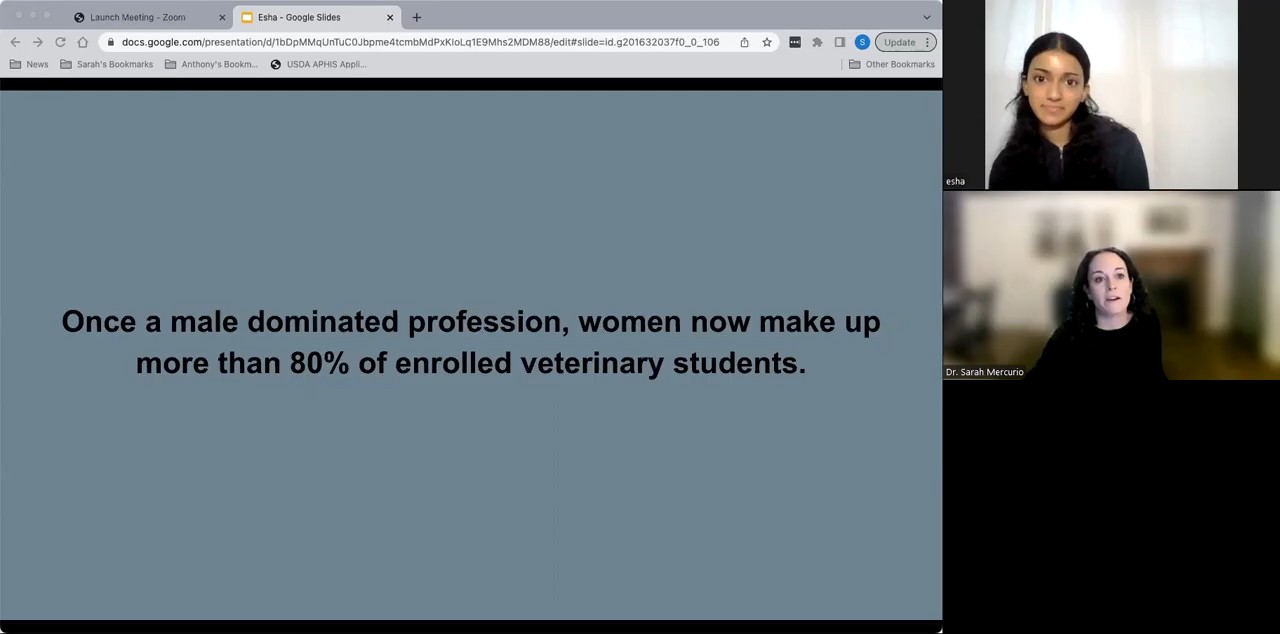 Launch Meeting - Zoom
Esha - Google Slides
docs.google.com/presentation/d/1bDpMMqUnTuC0Jbpme4tcmbMdPxKloLq1E9Mhs2MDM88/edit#slide=id.g201632037f0_0_106
S
Update
News
Sarah's Bookmarks
Anthony's Bookm...
USDA APHIS Appli...
Other Bookmarks
Once a male dominated profession, women now make up
more than 80% of enrolled veterinary students.
esha
Dr. Sarah Mercurio